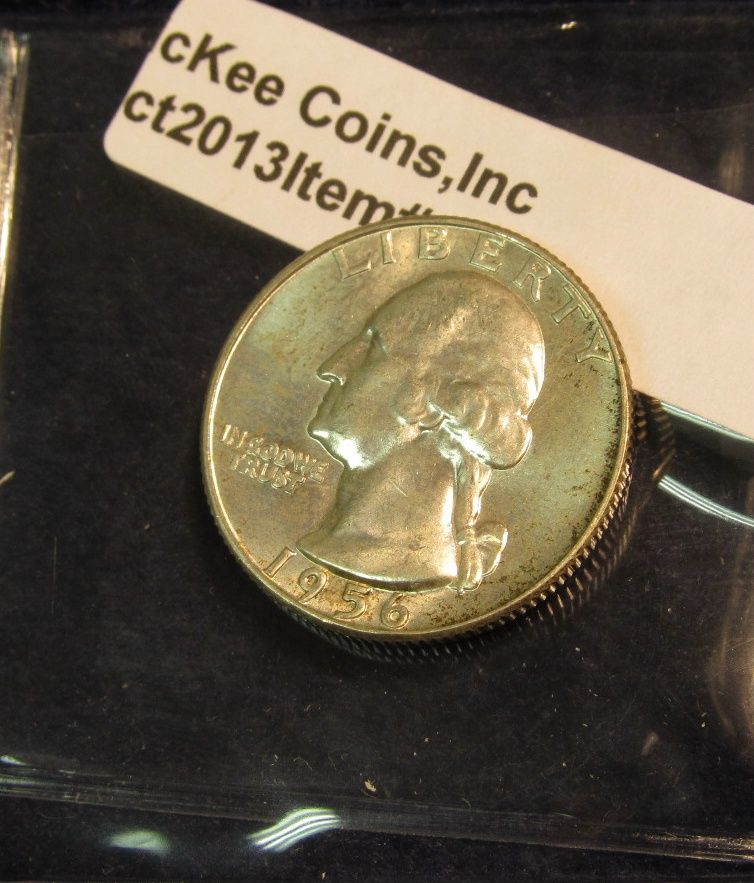 cKee Coins,Inc
ct2013Item#
LIBERTY
IN GOD WE
TRUST
1956